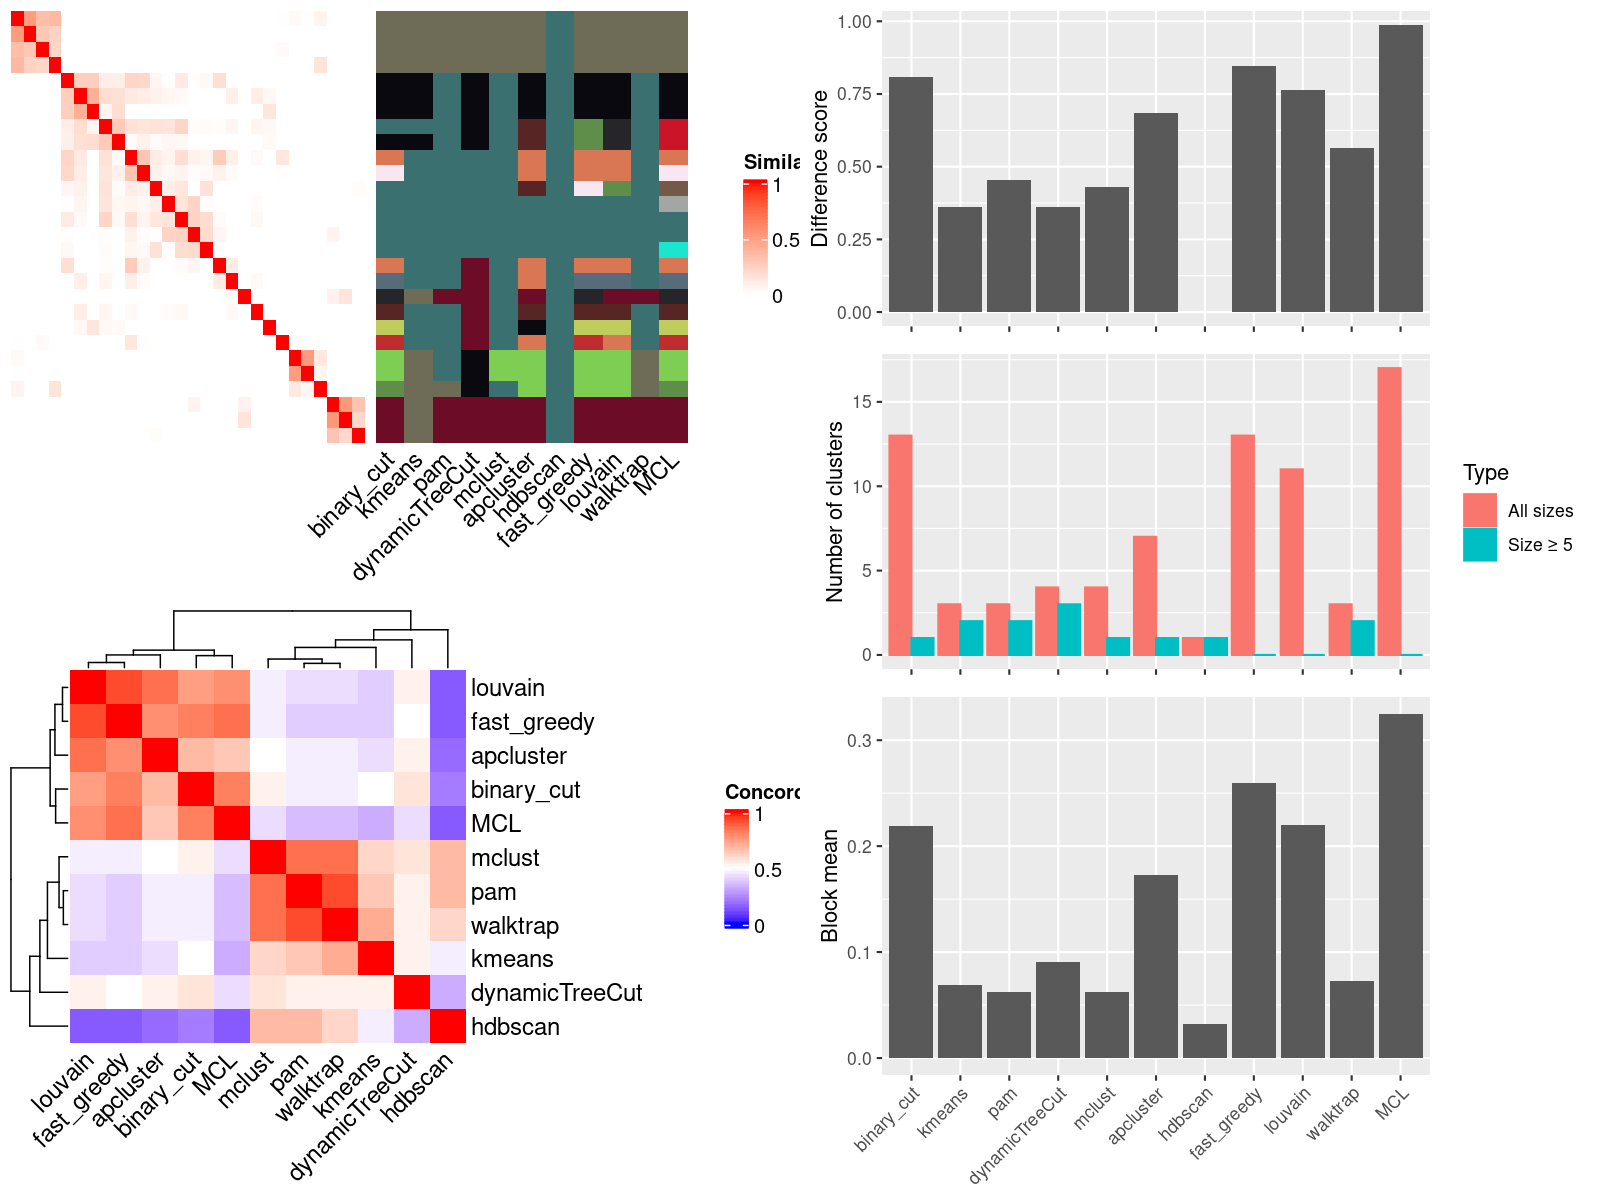 Simila
1
0.5
0
binary_cut
kmeans
pam
dynamicTreeCut
mclust
apcluster
hdbscan
fast_greedy
louvain
walktrap
MCL
louvain
fast_greedy
apcluster
binary_cut
MCL
mclust
pam
walktrap
kmeans
dynamicTreeCut
hdbscan
louvain
fast_greedy
apcluster
binary_cut
MCL
mclust
pam
walktrap
kmeans
dynamicTreeCut
hdbscan
Concord
1
0.5
0
Difference score
1.00
0.75
0.50
0.25
0.00
Number of clusters
15
10
5
0
Type
All sizes
Size ≥ 5
Block mean
0.3
0.2
0.1
0.0
binary_cut
kmeans
pam
dynamicTreeCut
mclust
apcluster
hdbscan
fast_greedy
louvain
walktrap
MCL